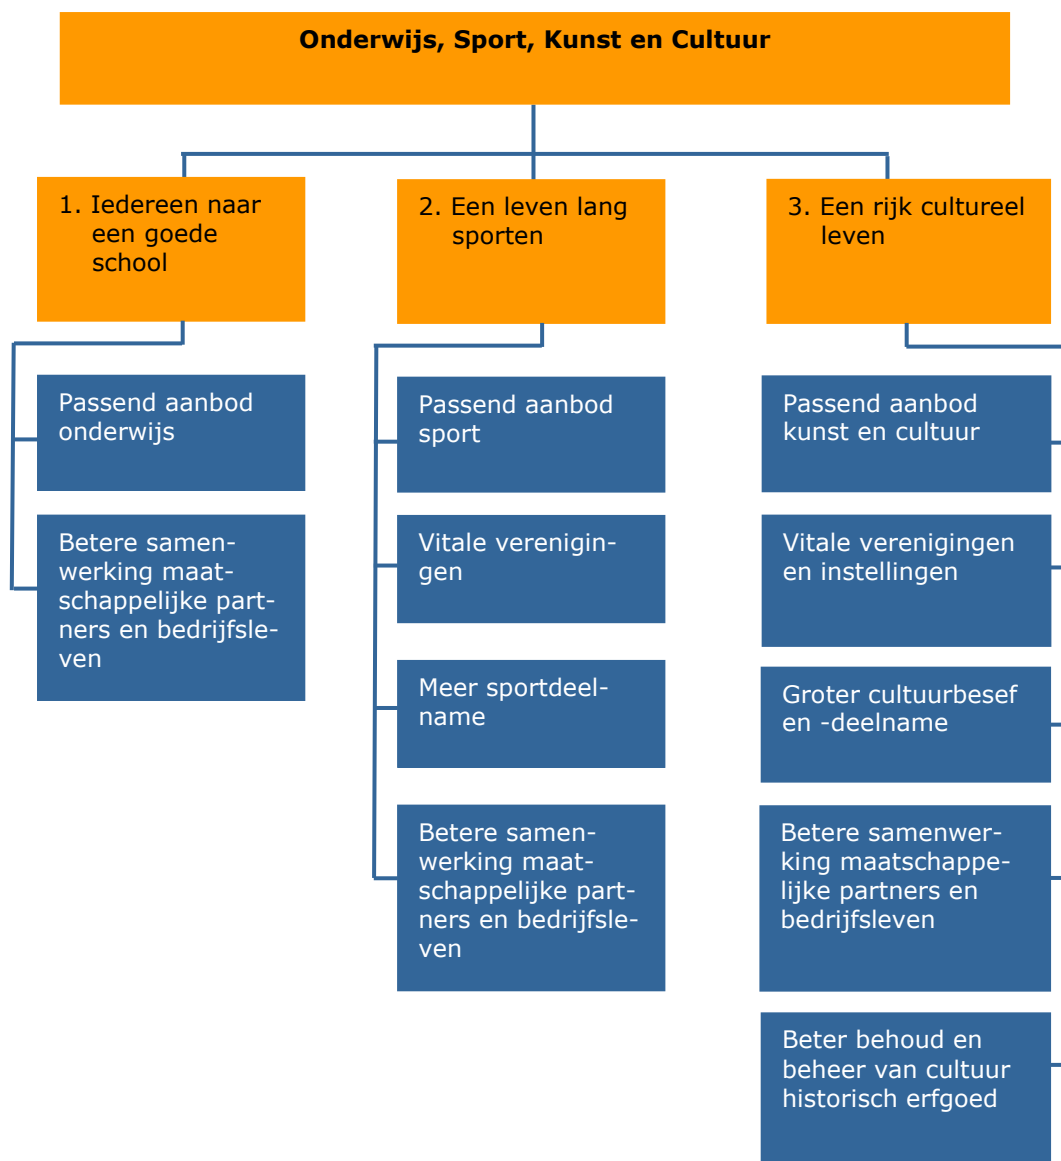 Onderwijs, Sport, Kunst en Cultuur
1. Iedereen naar
een goede
school
2. Een leven lang
sporten
3. Een rijk cultureel
leven
Passend aanbod
onderwijs
Betere samen-
werking maat-
schappelijke part-
ners en bedrijfsle-
ven
Passend aanbod
sport
Vitale verenigin-
gen
Meer sportdeel-
name
Betere samen-
werking maat-
schappelijke part-
ners en bedrijfsle-
ven
Passend aanbod
kunst en cultuur
Vitale verenigingen
en instellingen
Groter cultuurbesef
en -deelname
Betere samenwer-
king maatschappe-
lijke partners en
bedrijfsleven
Beter behoud en
beheer van cultuur
historisch erfgoed